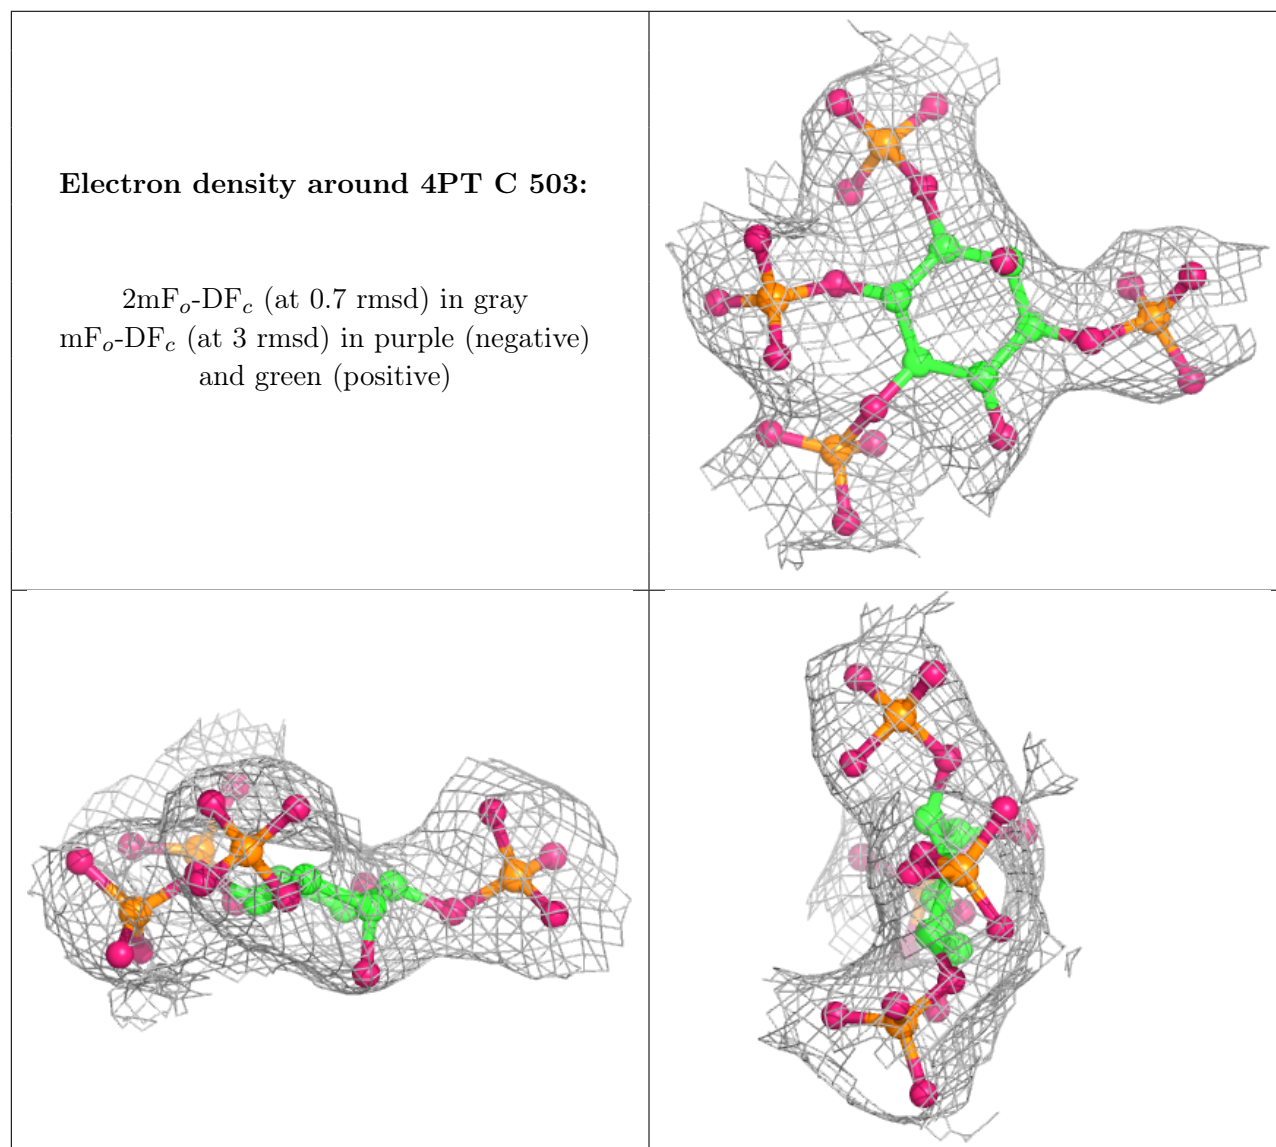 Electron density around 4PT C 503:
2mFo-DFc (at 0.7 rmsd) in gray
mFo-DFc (at 3 rmsd) in purple (negative)
and green (positive)